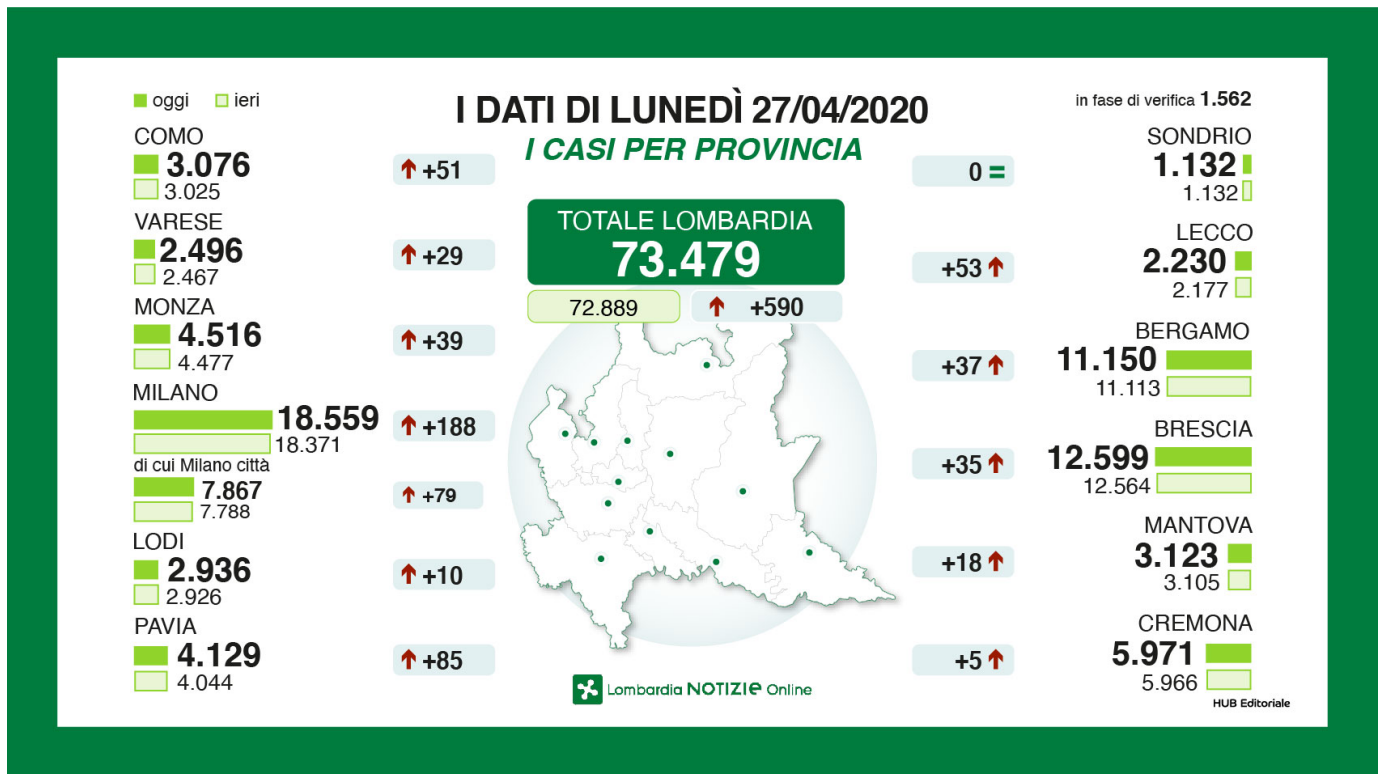 oggi ieri
I DATI DI LUNEDÌ 27/04/2020
I CASI PER PROVINCIA
in fase di verifica 1.562
TOTALE LOMBARDIA
73.479
72.889
+590
COMO
3.076
3.025
+51
VARESE
2.496
2.467
+29
MONZA
4.516
4.477
+39
MILANO
18.559
18.371
+188
di cui Milano città
7.867
7.788
+79
LODI
2.936
2.926
+10
PAVIA
4.129
4.044
+85
SONDRIO
1.132
1.132
0 =
LECCO
2.230
2.177
+53
BERGAMO
11.150
11.113
+37
BRESCIA
12.599
12.564
+35
MANTOVA
3.123
3.105
+18
CREMONA
5.971
5.966
+5
Lombardia NOTIZIe Online
HUB Editoriale